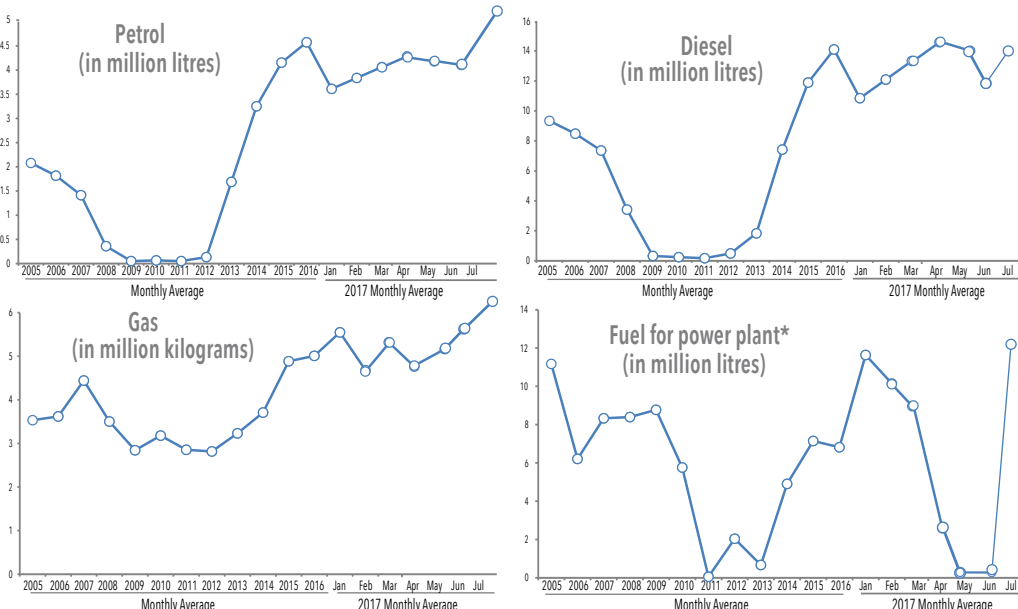 Petrol
(in million litres)
5
4.5
4
3.5
3
2.5
2
1.5
1
0.5
0
2005 2006 2007 2008 2009 2010 2011 2012 2013 2014 2015 2016 Jan Feb Mar Apr May Jun Jul
Monthly Average 2017 Monthly Average
Diesel
(in million litres)
16
14
12
10
8
6
4
2
0
2005 2006 2007 2008 2009 2010 2011 2012 2013 2014 2015 2016 Jan Feb Mar Apr May Jun Jul
Monthly Average 2017 Monthly Average
Gas
(in million kilograms)
6
5
4
3
2
1
0
2005 2006 2007 2008 2009 2010 2011 2012 2013 2014 2015 2016 Jan Feb Mar Apr May Jun Jul
Monthly Average 2017 Monthly Average
Fuel for power plant*
(in million litres)
14
12
10
8
6
4
2
0
2005 2006 2007 2008 2009 2010 2011 2012 2013 2014 2015 2016 Jan Feb Mar Apr May Jun Jul
Monthly Average 2017 Monthly Average